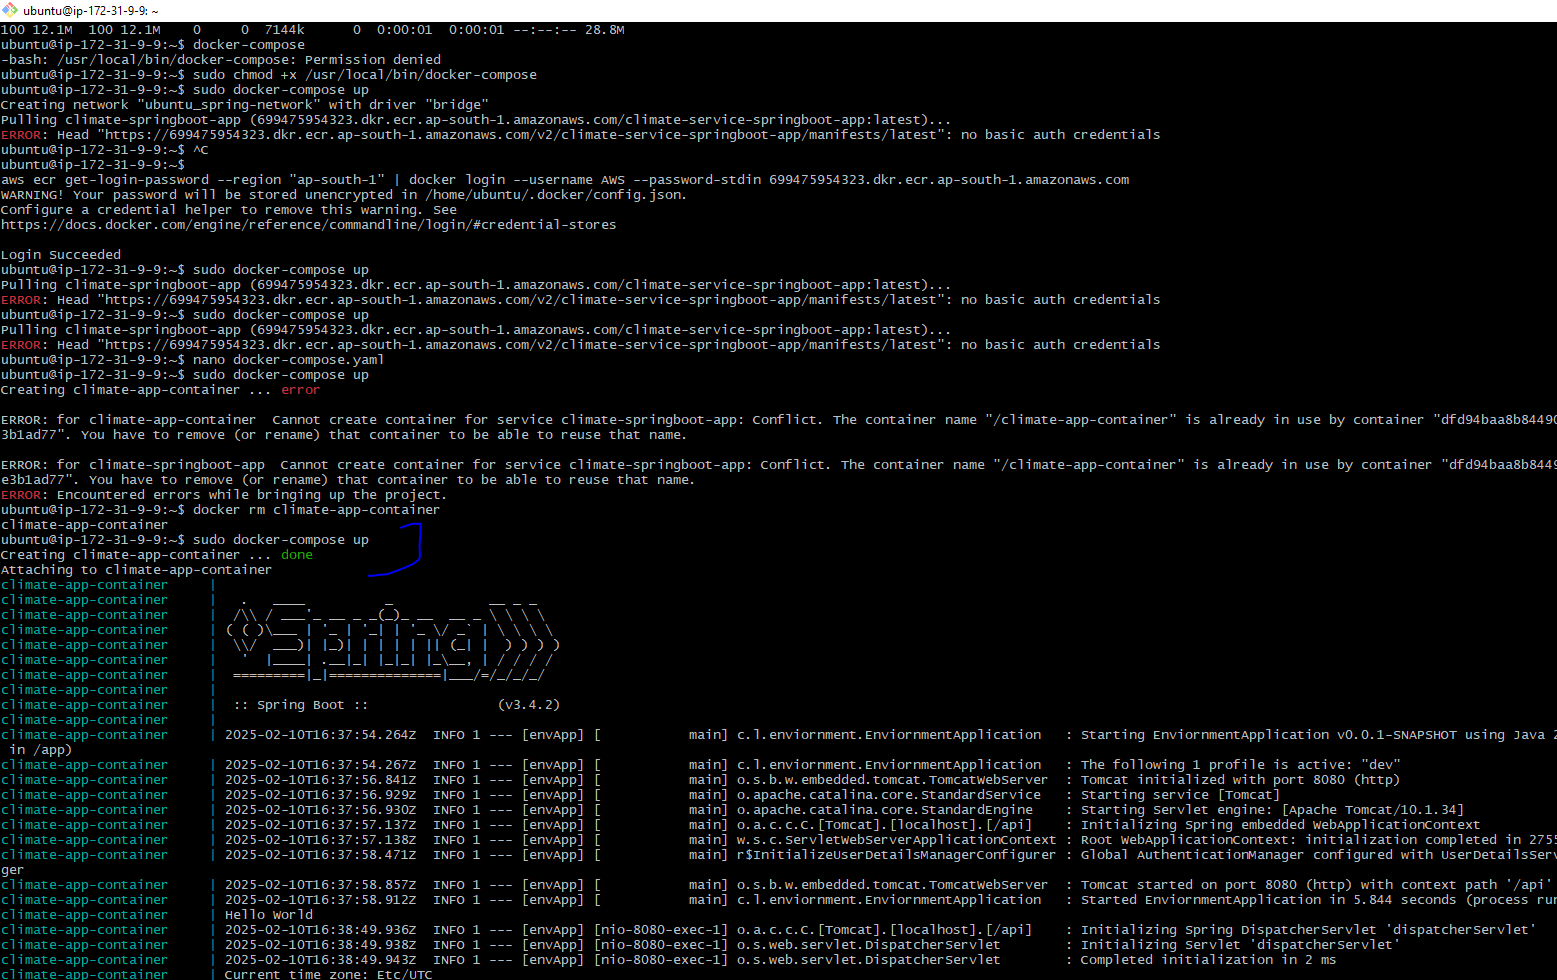 ubuntu@ip-172-31-9-9: ~
100 12.1M  100 12.1M    0     0  7144k      0  0:00:01  0:00:01 --:--:-- 28.8M
ubuntu@ip-172-31-9-9:~$ docker-compose
-bash: /usr/local/bin/docker-compose: Permission denied
ubuntu@ip-172-31-9-9:~$ sudo chmod +x /usr/local/bin/docker-compose
ubuntu@ip-172-31-9-9:~$ sudo docker-compose up
Creating network "ubuntu_spring-network" with driver "bridge"
Pulling climate-springboot-app (699475954323.dkr.ecr.ap-south-1.amazonaws.com/climate-service-springboot-app:latest)...
ERROR: Head "https://699475954323.dkr.ecr.ap-south-1.amazonaws.com/v2/climate-service-springboot-app/manifests/latest": no basic auth credentials
ubuntu@ip-172-31-9-9:~$ ^C
ubuntu@ip-172-31-9-9:~$
aws ecr get-login-password --region "ap-south-1" | docker login --username AWS --password-stdin 699475954323.dkr.ecr.ap-south-1.amazonaws.com
WARNING! Your password will be stored unencrypted in /home/ubuntu/.docker/config.json.
Configure a credential helper to remove this warning. See
https://docs.docker.com/engine/reference/commandline/login/#credential-stores
Login Succeeded
ubuntu@ip-172-31-9-9:~$ sudo docker-compose up
Pulling climate-springboot-app (699475954323.dkr.ecr.ap-south-1.amazonaws.com/climate-service-springboot-app:latest)...
ERROR: Head "https://699475954323.dkr.ecr.ap-south-1.amazonaws.com/v2/climate-service-springboot-app/manifests/latest": no basic auth credentials
ubuntu@ip-172-31-9-9:~$ sudo docker-compose up
Pulling climate-springboot-app (699475954323.dkr.ecr.ap-south-1.amazonaws.com/climate-service-springboot-app:latest)...
ERROR: Head "https://699475954323.dkr.ecr.ap-south-1.amazonaws.com/v2/climate-service-springboot-app/manifests/latest": no basic auth credentials
ubuntu@ip-172-31-9-9:~$ nano docker-compose.yaml
ubuntu@ip-172-31-9-9:~$ sudo docker-compose up
Creating climate-app-container ... error
ERROR: for climate-app-container  Cannot create container for service climate-springboot-app: Conflict. The container name "/climate-app-container" is already in use by container "dfd94baa8b84490
3b1ad77". You have to remove (or rename) that container to be able to reuse that name.
ERROR: for climate-springboot-app  Cannot create container for service climate-springboot-app: Conflict. The container name "/climate-app-container" is already in use by container "dfd94baa8b8449
e3b1ad77". You have to remove (or rename) that container to be able to reuse that name.
ERROR: Encountered errors while bringing up the project.
ubuntu@ip-172-31-9-9:~$ docker rm climate-app-container
climate-app-container
ubuntu@ip-172-31-9-9:~$ sudo docker-compose up
Creating climate-app-container ... done
Attaching to climate-app-container
climate-app-container     |
climate-app-container     |   .   ____          _            __ _ _
climate-app-container     |  /\\ / ___'_ __ _ _(_)_ __  __ _ \ \ \ \
climate-app-container     | ( ( )\___ | '_ | '_| | '_ \/ _` | \ \ \ \
climate-app-container     |  \\/  ___)| |_)| | | | | || (_| |  ) ) ) )
climate-app-container     |   '  |____| .__|_| |_|_| |_\__, | / / / /
climate-app-container     |  =========|_|==============|___/=/_/_/_/
climate-app-container     |
climate-app-container     |  :: Spring Boot ::                (v3.4.2)
climate-app-container     |
climate-app-container     | 2025-02-10T16:37:54.264Z  INFO 1 --- [envApp] [           main] c.l.enviornment.EnviornmentApplication   : Starting EnviornmentApplication v0.0.1-SNAPSHOT using Java 2
in /app)
climate-app-container     | 2025-02-10T16:37:54.267Z  INFO 1 --- [envApp] [           main] c.l.enviornment.EnviornmentApplication   : The following 1 profile is active: "dev"
climate-app-container     | 2025-02-10T16:37:56.841Z  INFO 1 --- [envApp] [           main] o.s.b.w.embedded.tomcat.TomcatWebServer  : Tomcat initialized with port 8080 (http)
climate-app-container     | 2025-02-10T16:37:56.929Z  INFO 1 --- [envApp] [           main] o.apache.catalina.core.StandardService   : Starting service [Tomcat]
climate-app-container     | 2025-02-10T16:37:56.930Z  INFO 1 --- [envApp] [           main] o.apache.catalina.core.StandardEngine    : Starting Servlet engine: [Apache Tomcat/10.1.34]
climate-app-container     | 2025-02-10T16:37:57.137Z  INFO 1 --- [envApp] [           main] o.a.c.c.C.[Tomcat].[localhost].[/api]    : Initializing Spring embedded WebApplicationContext
climate-app-container     | 2025-02-10T16:37:57.138Z  INFO 1 --- [envApp] [           main] w.s.c.ServletWebServerApplicationContext : Root WebApplicationContext: initialization completed in 2755
climate-app-container     | 2025-02-10T16:37:58.471Z  INFO 1 --- [envApp] [           main] r$InitializeUserDetailsManagerConfigurer : Global AuthenticationManager configured with UserDetailsSer
ger
climate-app-container     | 2025-02-10T16:37:58.857Z  INFO 1 --- [envApp] [           main] o.s.b.w.embedded.tomcat.TomcatWebServer  : Tomcat started on port 8080 (http) with context path '/api'
climate-app-container     | 2025-02-10T16:37:58.912Z  INFO 1 --- [envApp] [           main] c.l.enviornment.EnviornmentApplication   : Started EnviornmentApplication in 5.844 seconds (process run
climate-app-container     | Hello World
climate-app-container     | 2025-02-10T16:38:49.936Z  INFO 1 --- [envApp] [nio-8080-exec-1] o.a.c.c.C.[Tomcat].[localhost].[/api]    : Initializing Spring DispatcherServlet 'dispatcherServlet'
climate-app-container     | 2025-02-10T16:38:49.938Z  INFO 1 --- [envApp] [nio-8080-exec-1] o.s.web.servlet.DispatcherServlet        : Initializing Servlet 'dispatcherServlet'
climate-app-container     | 2025-02-10T16:38:49.943Z  INFO 1 --- [envApp] [nio-8080-exec-1] o.s.web.servlet.DispatcherServlet        : Completed initialization in 2 ms
climate-app-container     | Current time zone: Etc/UTC